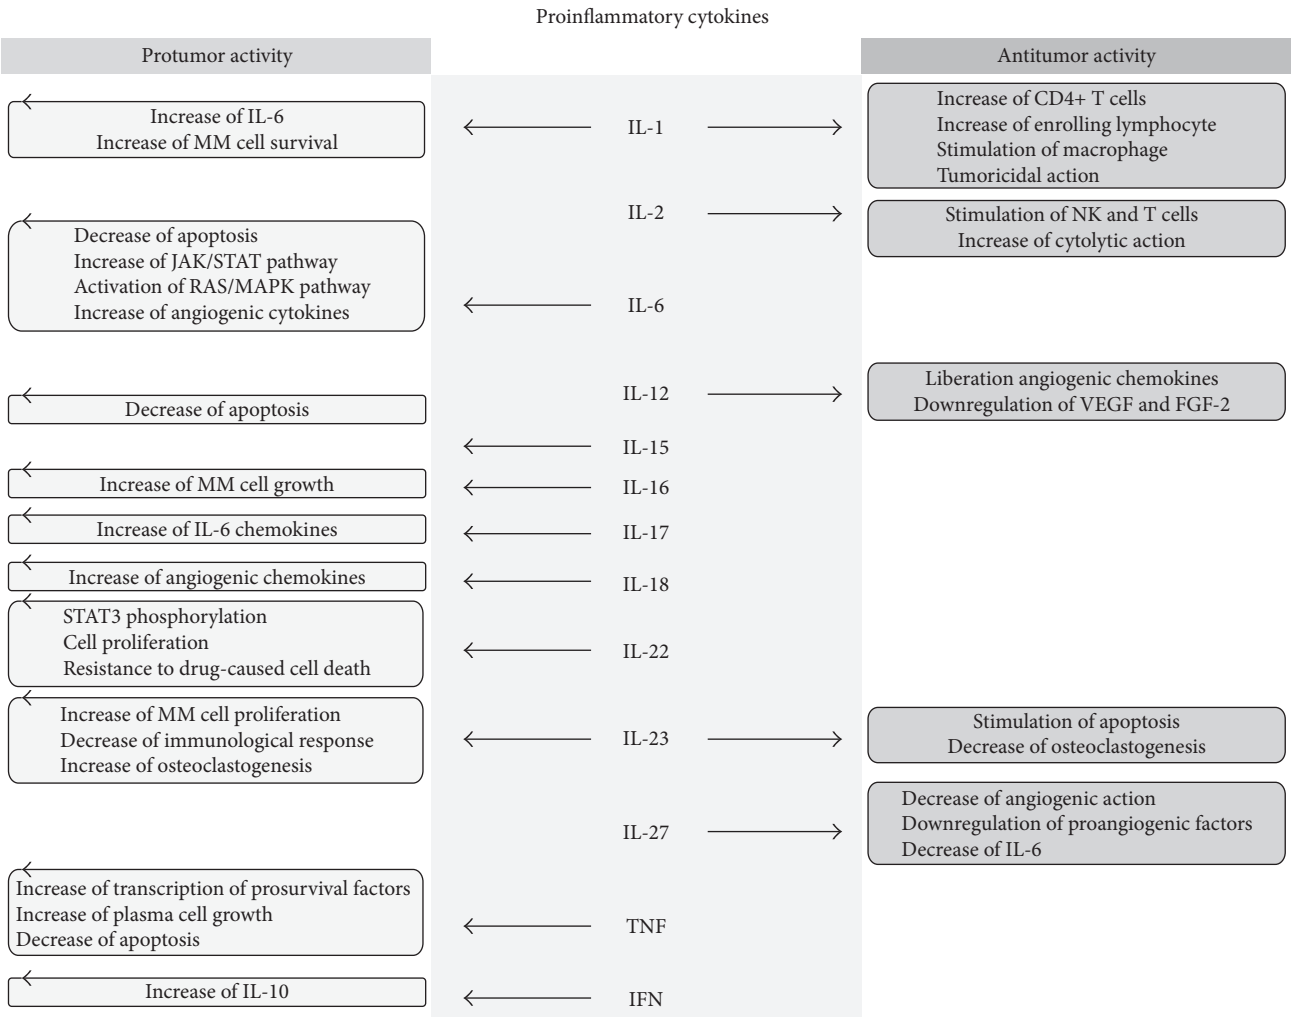 Proinflammatory cytokines
Protumor activity
Antitumor activity
Increase of IL-6
Increase of MM cell survival
IL-1
Increase of CD4+ T cells
Increase of enrolling lymphocyte
Stimulation of macrophage
Tumoricidal action
IL-2
Stimulation of NK and T cells
Increase of cytolytic action
Decrease of apoptosis
Increase of JAK/STAT pathway
Activation of RAS/MAPK pathway
Increase of angiogenic cytokines
IL-6
IL-12
Liberation angiogenic chemokines
Downregulation of VEGF and FGF-2
Decrease of apoptosis
IL-15
Increase of MM cell growth
IL-16
Increase of IL-6 chemokines
IL-17
Increase of angiogenic chemokines
IL-18
STAT3 phosphorylation
Cell proliferation
Resistance to drug-caused cell death
IL-22
Increase of MM cell proliferation
Decrease of immunological response
Increase of osteoclastogenesis
IL-23
Stimulation of apoptosis
Decrease of osteoclastogenesis
IL-27
Decrease of angiogenic action
Downregulation of proangiogenic factors
Decrease of IL-6
Increase of transcription of prosurvival factors
Increase of plasma cell growth
Decrease of apoptosis
TNF
Increase of IL-10
IFN